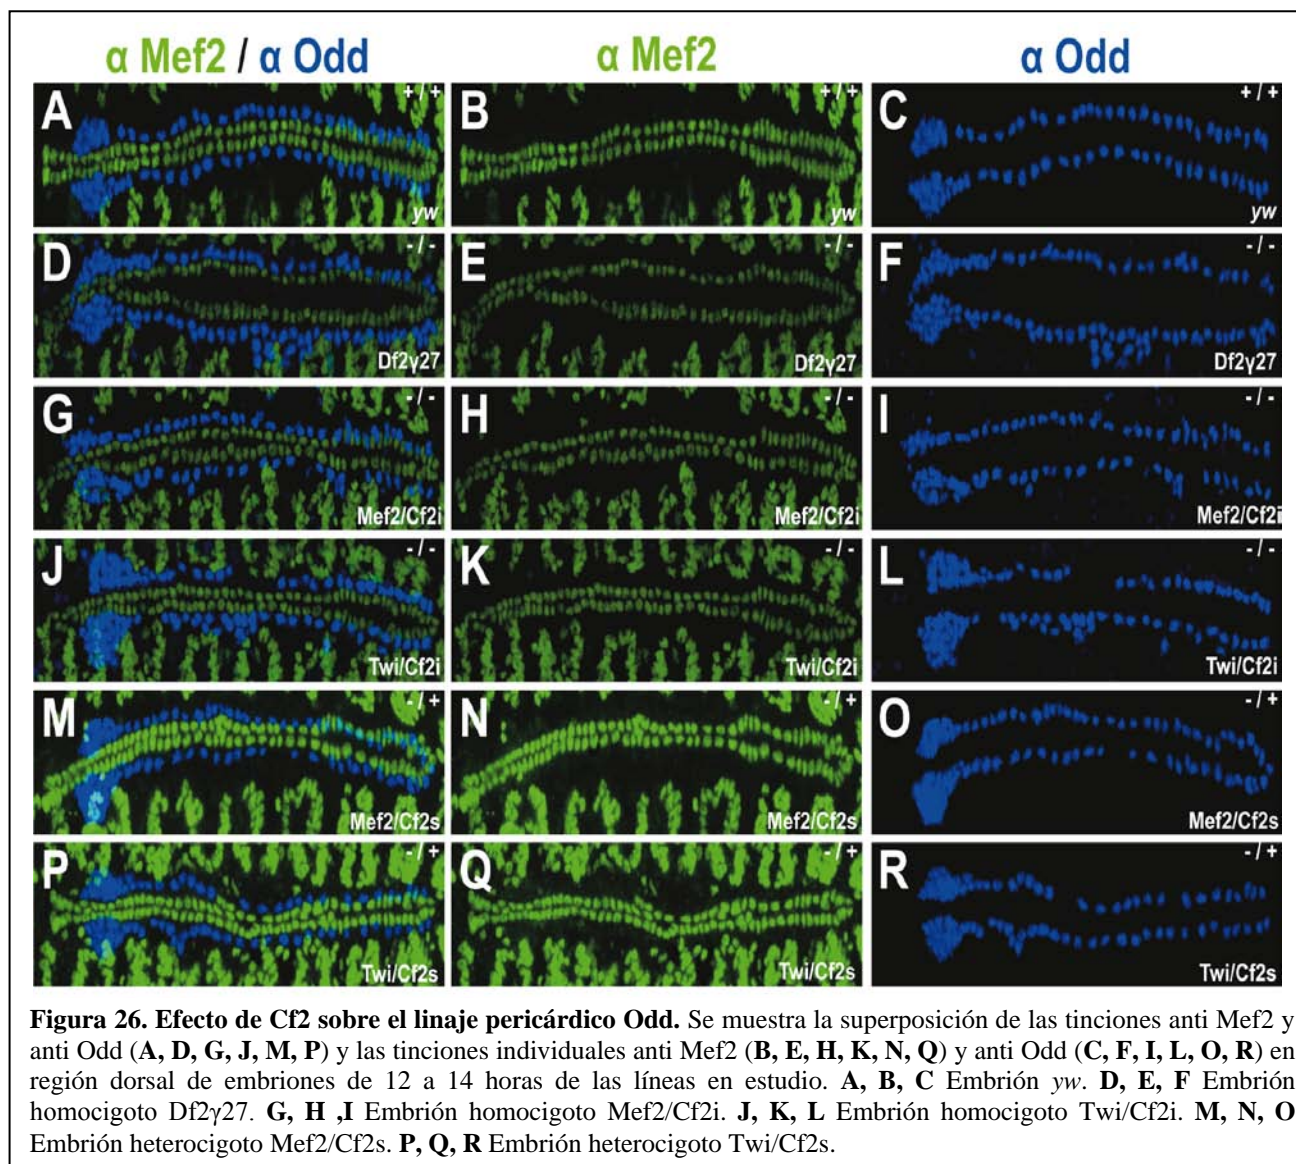 α Mef2 / α Odd
α Mef2
α Odd
A
+/+
yw
B
+/+
yw
C
+/+
yw
D
-/-
Df2γ27
E
-/-
Df2γ27
F
-/-
Df2γ27
G
-/-
Mef2/Cf2i
H
-/-
Mef2/Cf2i
I
-/-
Mef2/Cf2i
J
-/-
Twi/Cf2i
K
-/-
Twi/Cf2i
L
-/-
Twi/Cf2i
M
-/+
Mef2/Cf2s
N
-/+
Mef2/Cf2s
O
-/+
Mef2/Cf2s
P
-/+
Twi/Cf2s
Q
-/+
Twi/Cf2s
R
-/+
Twi/Cf2s
Figura 26. Efecto de Cf2 sobre el linaje pericárdico Odd. Se muestra la superposición de las tinciones anti Mef2 y
anti Odd (A, D, G, J, M, P) y las tinciones individuales anti Mef2 (B, E, H, K, N, Q) y anti Odd (C, F, I, L, O, R) en
región dorsal de embriones de 12 a 14 horas de las líneas en estudio. A, B, C Embrión yw. D, E, F Embrión
homocigoto Df2γ27. G, H ,I Embrión homocigoto Mef2/Cf2i. J, K, L Embrión homocigoto Twi/Cf2i. M, N, O
Embrión heterocigoto Mef2/Cf2s. P, Q, R Embrión heterocigoto Twi/Cf2s.